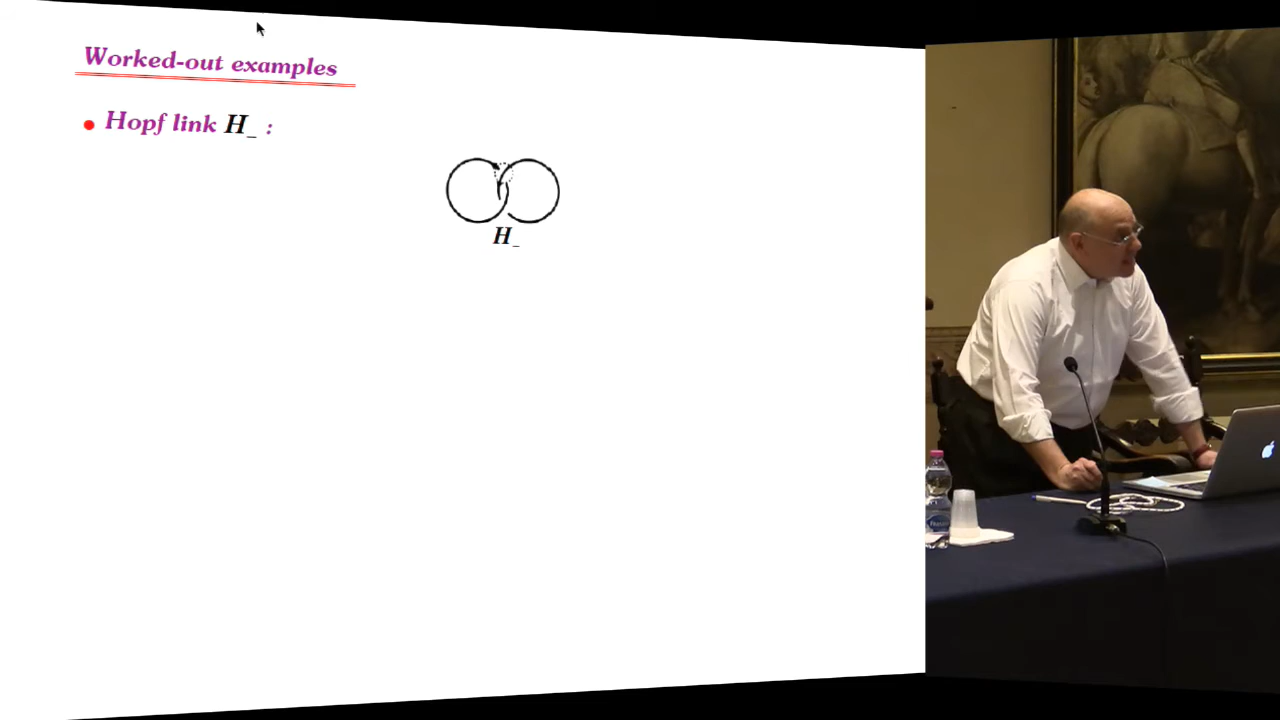 Worked-out examples
• Hopf link H_ :
H_